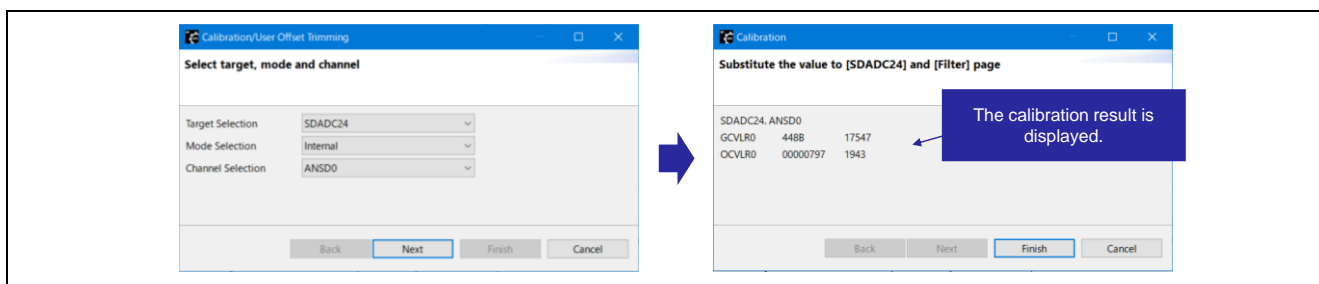 Calibration/User Offset Trimming
Select target, mode and channel
Target Selection SDADC24
Mode Selection Internal
Channel Selection ANSD0
Back Next Finish Cancel
Calibration
Substitute the value to [SDADC24] and [Filter] page
SDADC24. ANSD0
GCVLR0 448B 17547
OCVLR0 00000797 1943
The calibration result is
displayed.
Back Next Finish Cancel